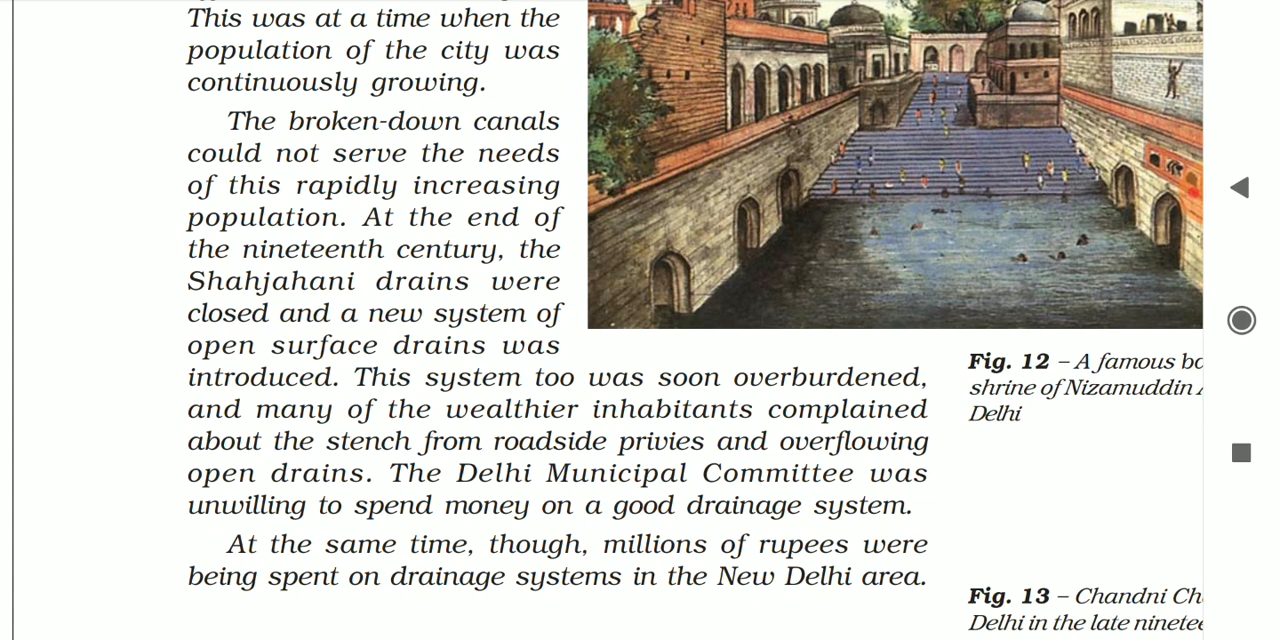 This was at a time when the
population of the city was
continuously growing.
The broken-down canals
could not serve the needs
of this rapidly increasing
population. At the end of
the nineteenth century, the
Shahjahani drains were
closed and a new system of
open surface drains was
introduced. This system too was soon overburdened,
and many of the wealthier inhabitants complained
about the stench from roadside privies and overflowing
open drains. The Delhi Municipal Committee was
unwilling to spend money on a good drainage system.
At the same time, though, millions of rupees were
being spent on drainage systems in the New Delhi area.
Fig. 12 – A famous
shrine of Nizamuddin
Delhi
Fig. 13 – Chandni
Delhi in the late